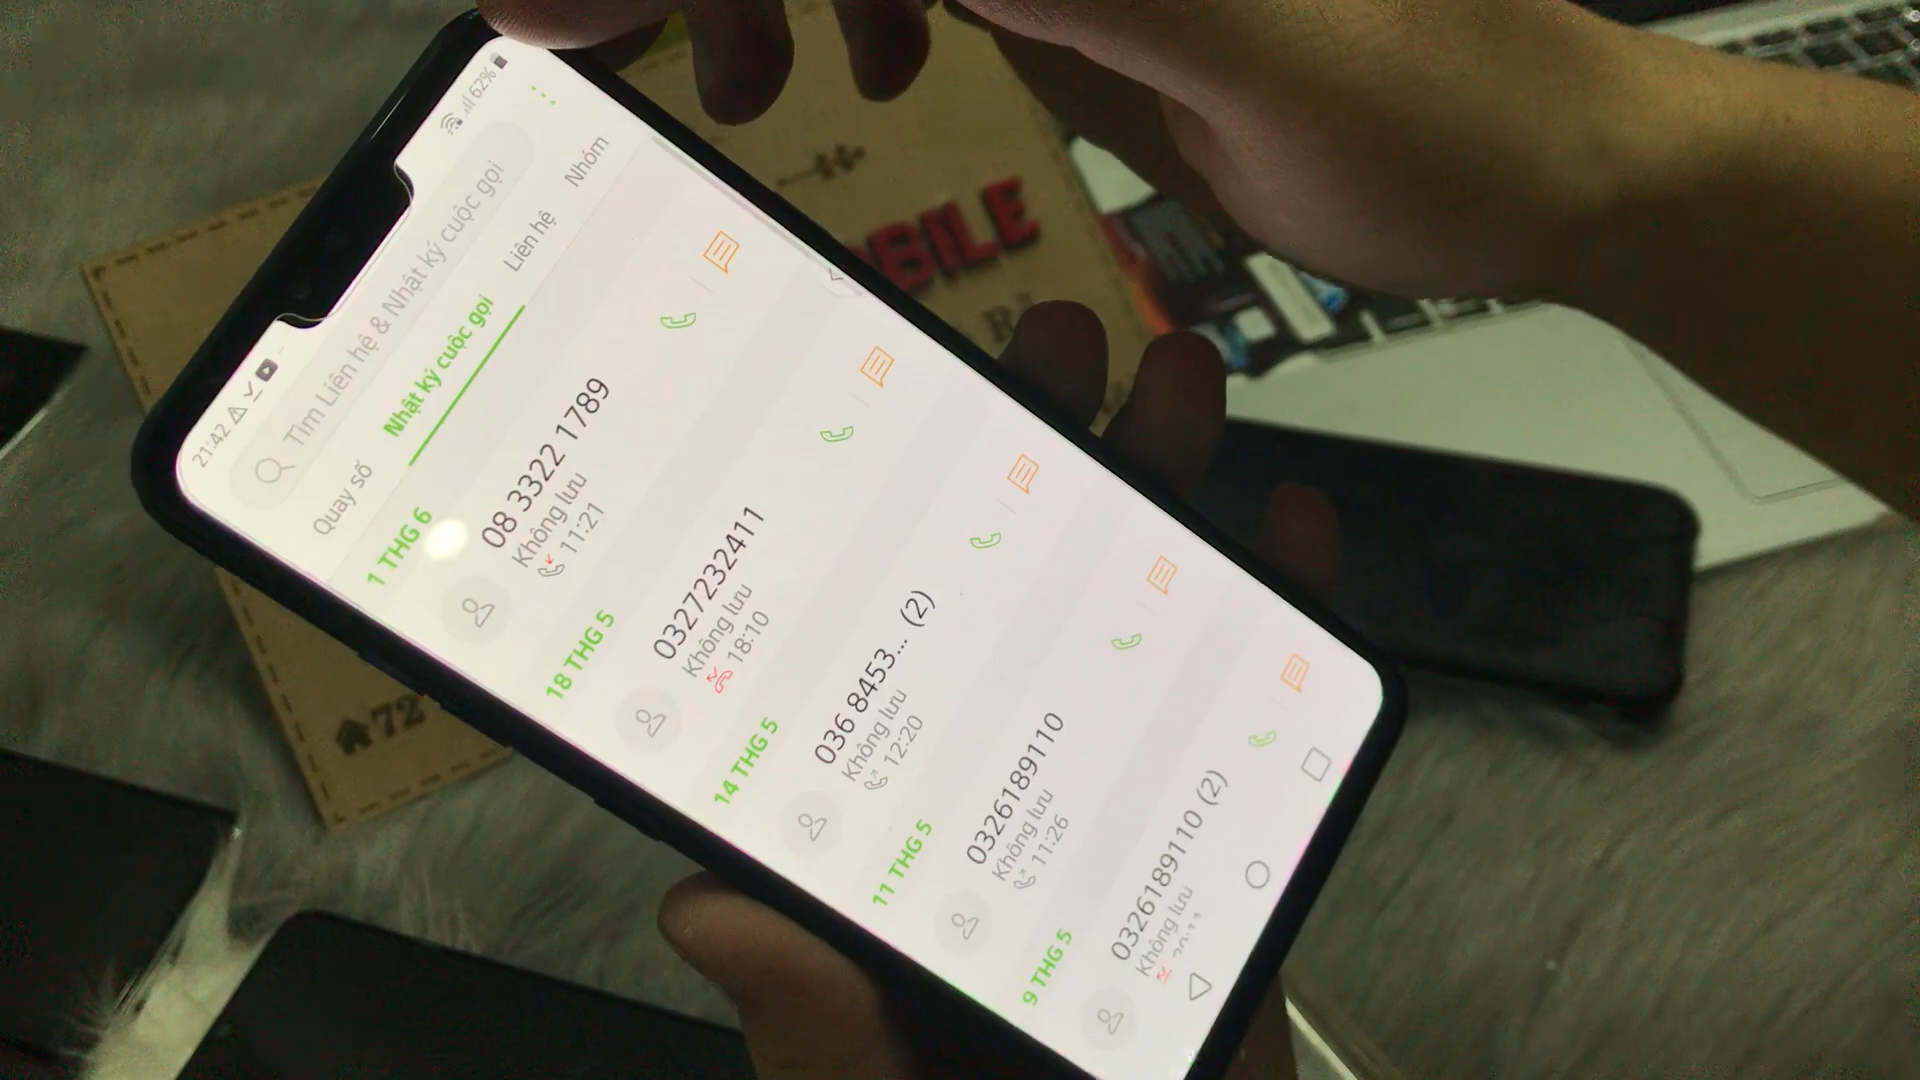 21:42
62%
Tìm Liên hệ & Nhật ký cuộc gọi
Quay số
Nhật ký cuộc gọi
Liên hệ
Nhóm
1 THG 6
08 3322 1789
Không lưu
11:21
18 THG 5
0327232411
Không lưu
18:10
14 THG 5
036 8453... (2)
Không lưu
12:20
11 THG 5
0326189110
Không lưu
11:26
9 THG 5
0326189110 (2)
Không lưu
72